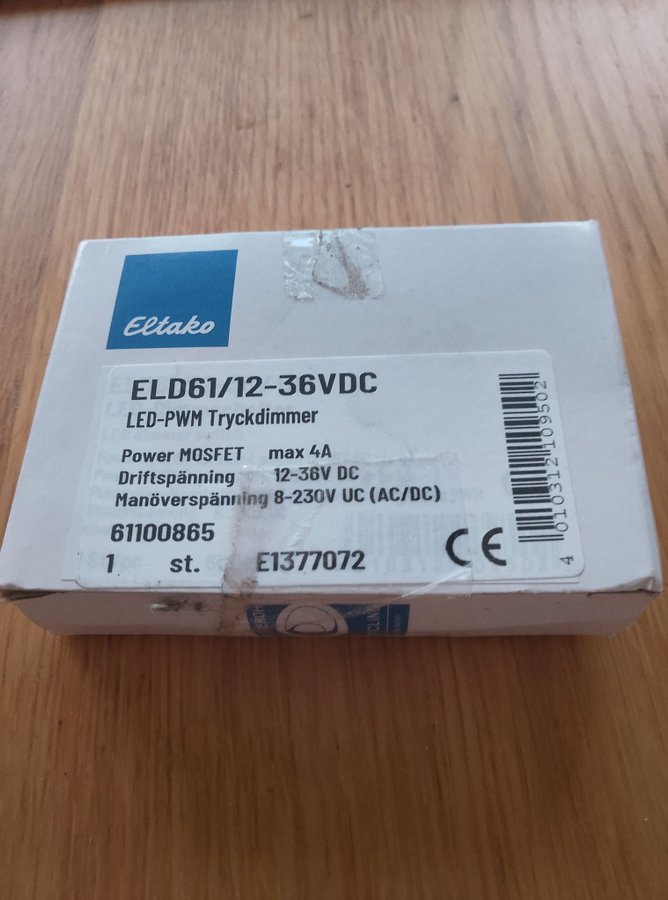 Eltako
ELD61/12-36VDC
LED-PWM Tryckdimmer
Power MOSFET max 4A
Driftspänning 12-36V DC
Manöverspänning 8-230V UC (AC/DC)
61100865
1 st. E1377072
CE
4 010312 109502